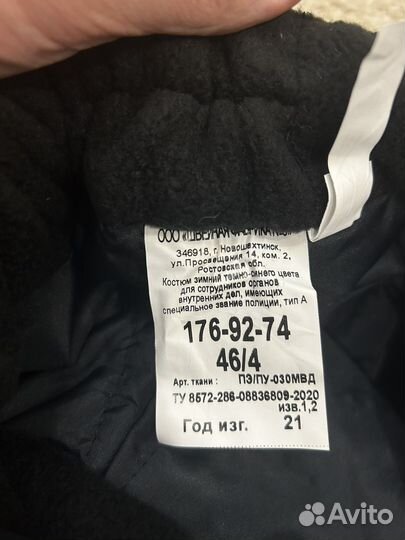 ООО «ШВЕЙНАЯ ФАБРИКА
346918, г. Новошахтинск,
ул.Просвещения 14, ком. 2,
Ростовская обл.
Костюм зимний темно-синего цвета
для сотрудников органов
внутренних дел, имеющих
специальное звание полиции, тип А
176-92-74
46/4
Арт. ткани : ПЭ/ПУ-030МВД
ТУ 8572-286-08836809-2020
изв.1,2
Год изг. 21
Avito